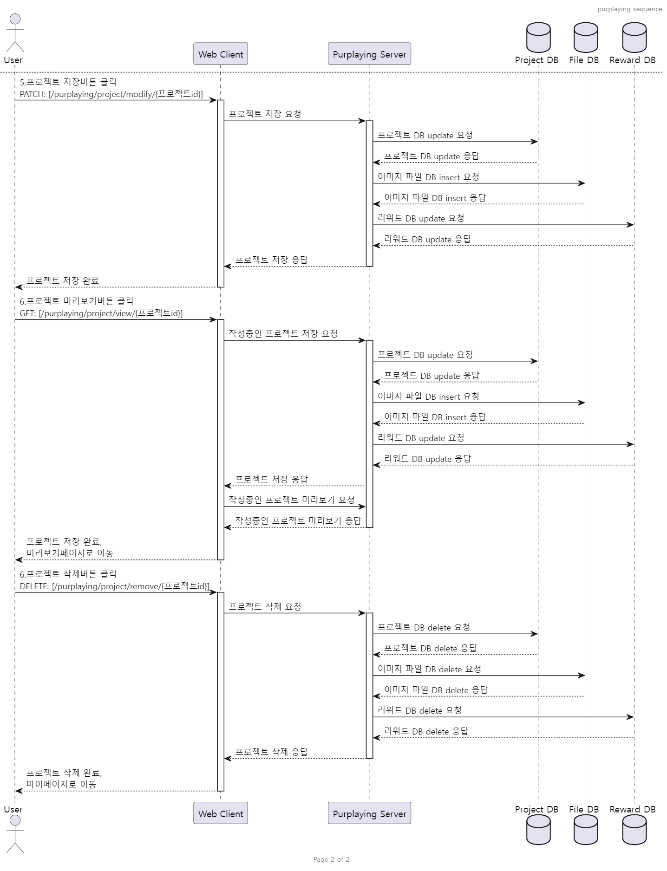 purplaying sequence
User
Web Client
Purplaying Server
Project DB
File DB
Reward DB
5.프로젝트 저장버튼 클릭
PATCH: [/purplaying/project/modify/{프로젝트id}]
프로젝트 저장 요청
프로젝트 DB update 요청
프로젝트 DB update 응답
이미지 파일 DB insert 요청
이미지 파일 DB insert 응답
리워드 DB update 요청
리워드 DB update 응답
프로젝트 저장 응답
프로젝트 저장 완료
6.프로젝트 미리보기버튼 클릭
GET: [/purplaying/project/view/{프로젝트id}]
작성중인 프로젝트 저장 요청
프로젝트 DB update 요청
프로젝트 DB update 응답
이미지 파일 DB insert 요청
이미지 파일 DB insert 응답
리워드 DB update 요청
리워드 DB update 응답
프로젝트 저장 응답
작성중인 프로젝트 미리보기 요청
작성중인 프로젝트 미리보기 응답
프로젝트 저장 완료,
미리보기페이지로 이동
6.프로젝트 삭제버튼 클릭
DELETE: [/purplaying/project/remove/{프로젝트id}]
프로젝트 삭제 요청
프로젝트 DB delete 요청
프로젝트 DB delete 응답
이미지 파일 DB delete 요청
이미지 파일 DB delete 응답
리워드 DB delete 요청
리워드 DB delete 응답
프로젝트 삭제 응답
프로젝트 삭제 완료,
마이페이지로 이동
User
Web Client
Purplaying Server
Project DB
File DB
Reward DB
Page 2 of 2